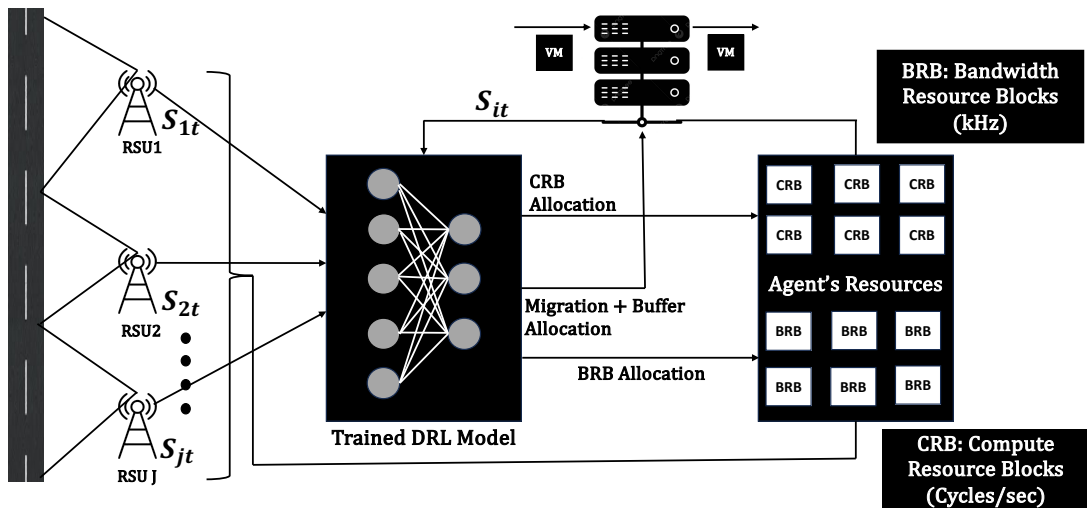 VM
VM
BRB: Bandwidth
Resource Blocks
(kHz)
S1t
RSU1
Sit
CRB
Allocation
CRB CRB CRB
CRB CRB CRB
Agent's Resources
S2t
RSU2
Migration + Buffer
Allocation
BRB BRB BRB
BRB Allocation
BRB BRB BRB
Trained DRL Model
Sjt
RSU J
CRB: Compute
Resource Blocks
(Cycles/sec)